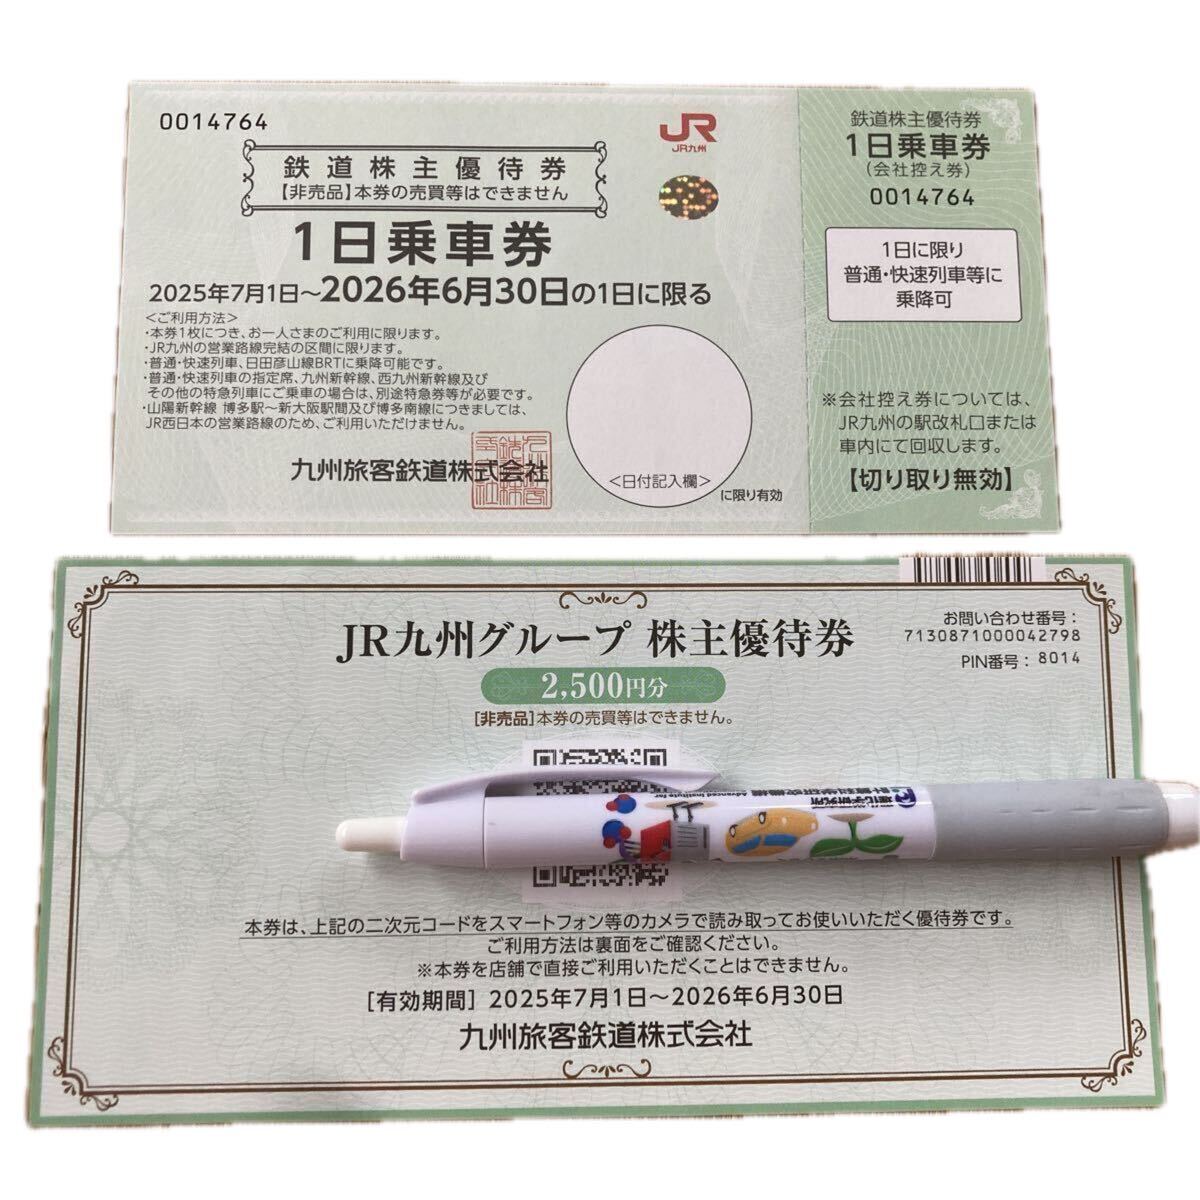 0014764
鉄道株主優待券
【非売品】本券の売買等はできません
JR
JR九州
1日乗車券
2025年7月1日～2026年6月30日の1日に限る
＜ご利用方法＞
・本券1枚につき、お一人さまのご利用に限ります。
・JR九州の営業路線完結の区間に限ります。
・普通・快速列車、日田彦山線BRTに乗降可能です。
・普通・快速列車の指定席、九州新幹線、西九州新幹線及び
その他の特急列車にご乗車の場合は、別途特急券等が必要です。
・山陽新幹線 博多駅～新大阪駅間及び博多南線につきましては、
JR西日本の営業路線のため、ご利用いただけません。
九州旅客鉄道株式会社
＜日付記入欄＞
に限り有効
鉄道株主優待券
1日乗車券
(会社控え券)
0014764
1日に限り
普通・快速列車等に
乗降可
※会社控え券については、
JR九州の駅改札口または
車内にて回収します。
【切り取り無効】
お問い合わせ番号：
7130871000042798
PIN番号：8014
JR九州グループ 株主優待券
2,500円分
［非売品］本券の売買等はできません。
理化学研究所
計算科学研究機構
Advanced Institute for
本券は、上記の二次元コードをスマートフォン等のカメラで読み取ってお使いいただく優待券です。
ご利用方法は裏面をご確認ください。
※本券を店舗で直接ご利用いただくことはできません。
［有効期間］2025年7月1日～2026年6月30日
九州旅客鉄道株式会社